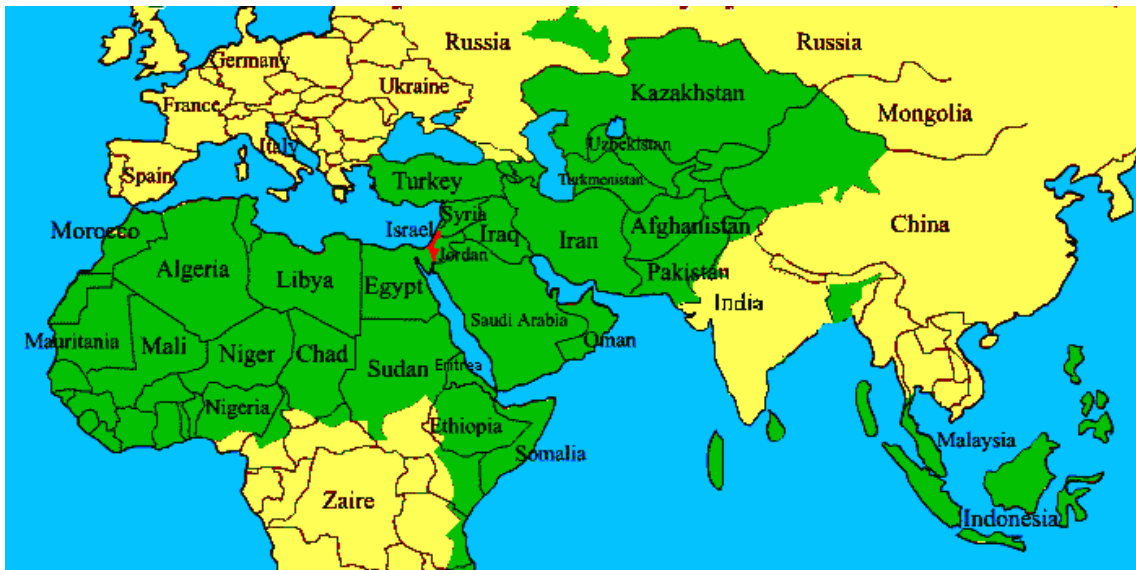 Russia
Russia
Germany
Ukraine
Kazakhstan
France
Mongolia
Italy
Uzbekistan
Spain
Turkey
Turkmenistan
Syria
Afghanistan
China
Morocco
Israel
Iraq
Iran
Jordan
Algeria
Libya
Egypt
Pakistan
India
Saudi Arabia
Mauritania
Mali
Niger
Chad
Oman
Sudan
Eritrea
Nigeria
Ethiopia
Malaysia
Somalia
Zaire
Indonesia